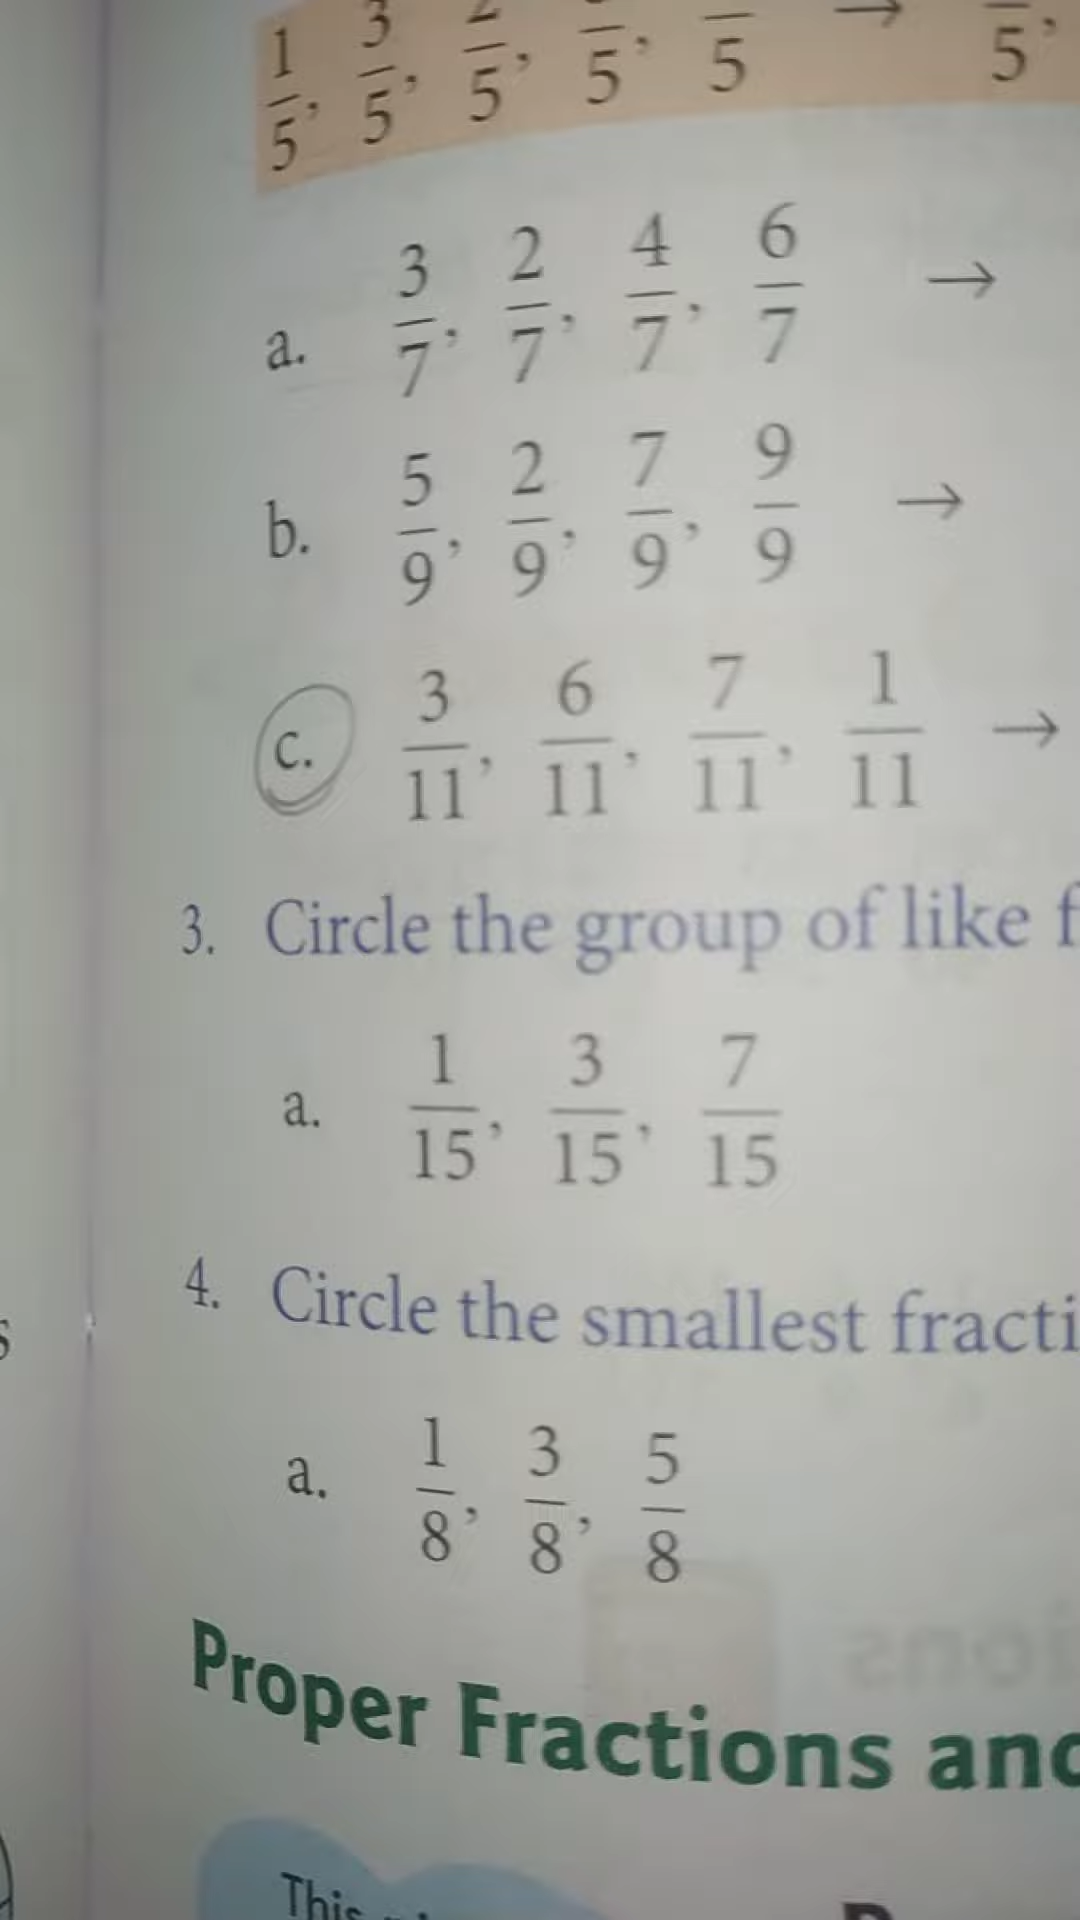 1/5, 3/5, 2/5, /5, /5 → /5,
a. 3/7, 2/7, 4/7, 6/7 →
b. 5/9, 2/9, 7/9, 9/9 →
c. 3/11, 6/11, 7/11, 1/11 →
3. Circle the group of like f
a. 1/15, 3/15, 7/15
4. Circle the smallest fracti
a. 1/8, 3/8, 5/8
Proper Fractions and
This